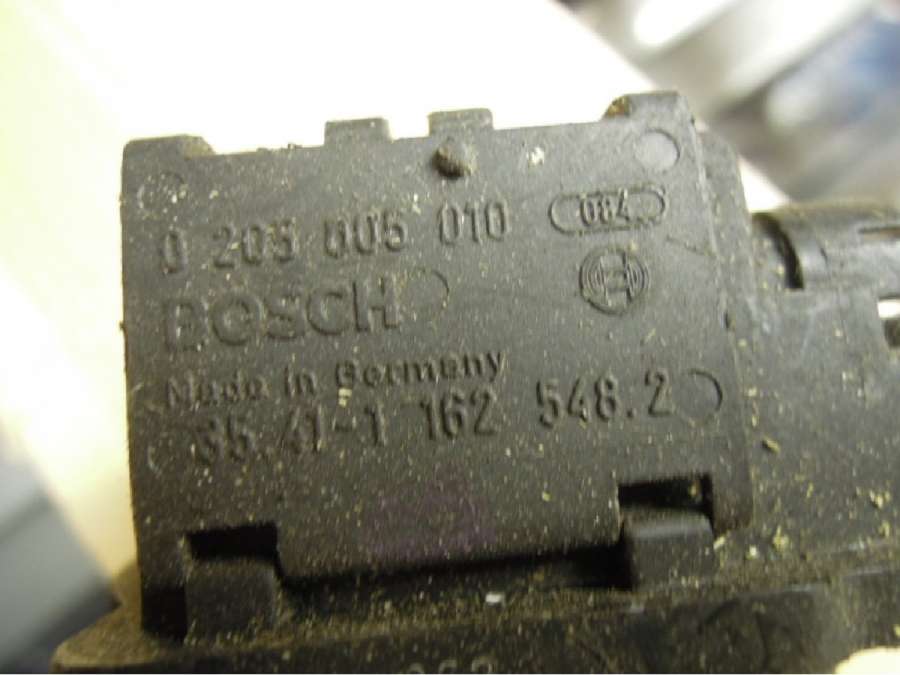 0 205 005 010 084
BOSCH
Made in Germany
35.41-1 162 548.2